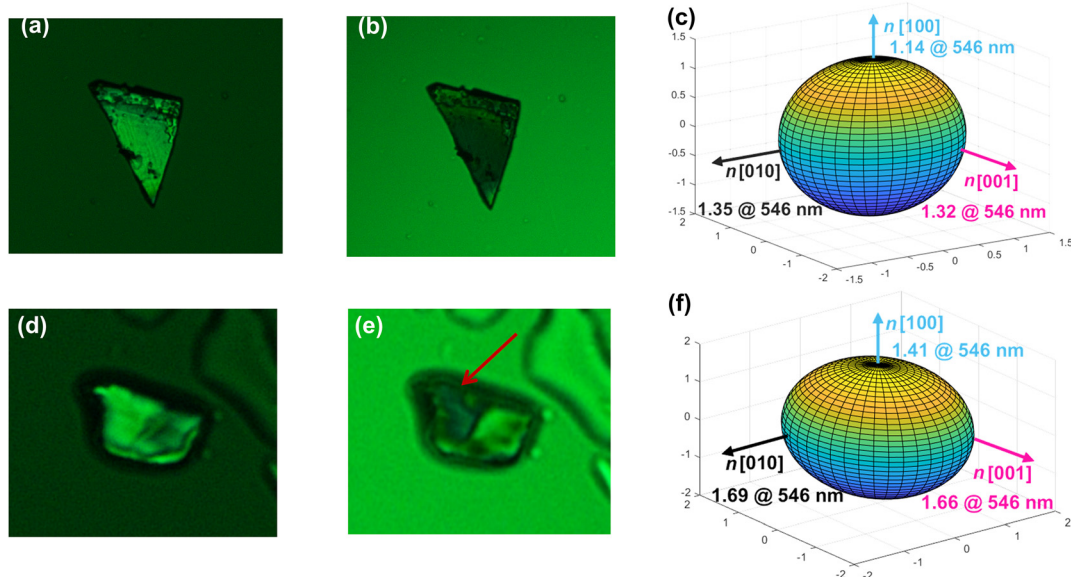 (a)
(b)
(c)
n[100]
1.14 @ 546 nm
1.5
1
0.5
0
-0.5
-1
-1.5
n[010]
n[001]
1.35 @ 546 nm
1.32 @ 546 nm
2
1
0
-1
-2
-1.5
-1
-0.5
0
0.5
1
1.5
(d)
(e)
(f)
n[100]
1.41 @ 546 nm
2
1
0
-1
-2
n[010]
n[001]
1.69 @ 546 nm
1.66 @ 546 nm
2
1
0
-1
-2
-2
-1
0
1
2